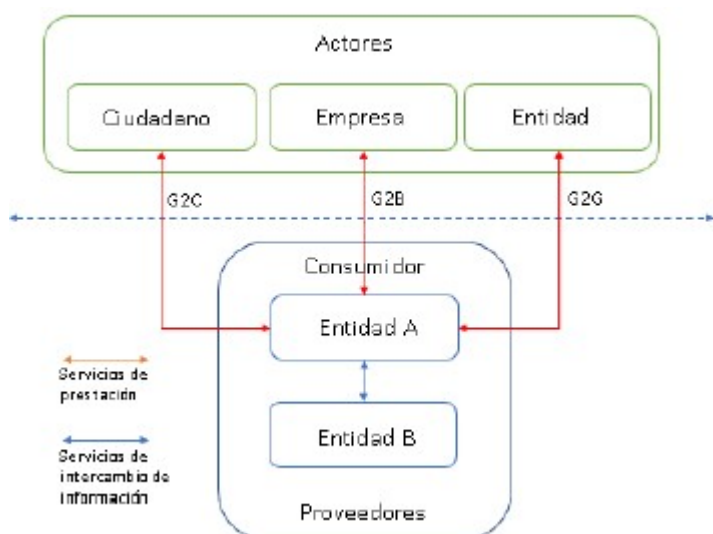 Actores
Ciudadano
Empresa
Entidad
G2C
G2B
G2G
Consumidor
Entidad A
Servicios de
prestación
Entidad B
Servicios de
intercambio de
información
Proveedores